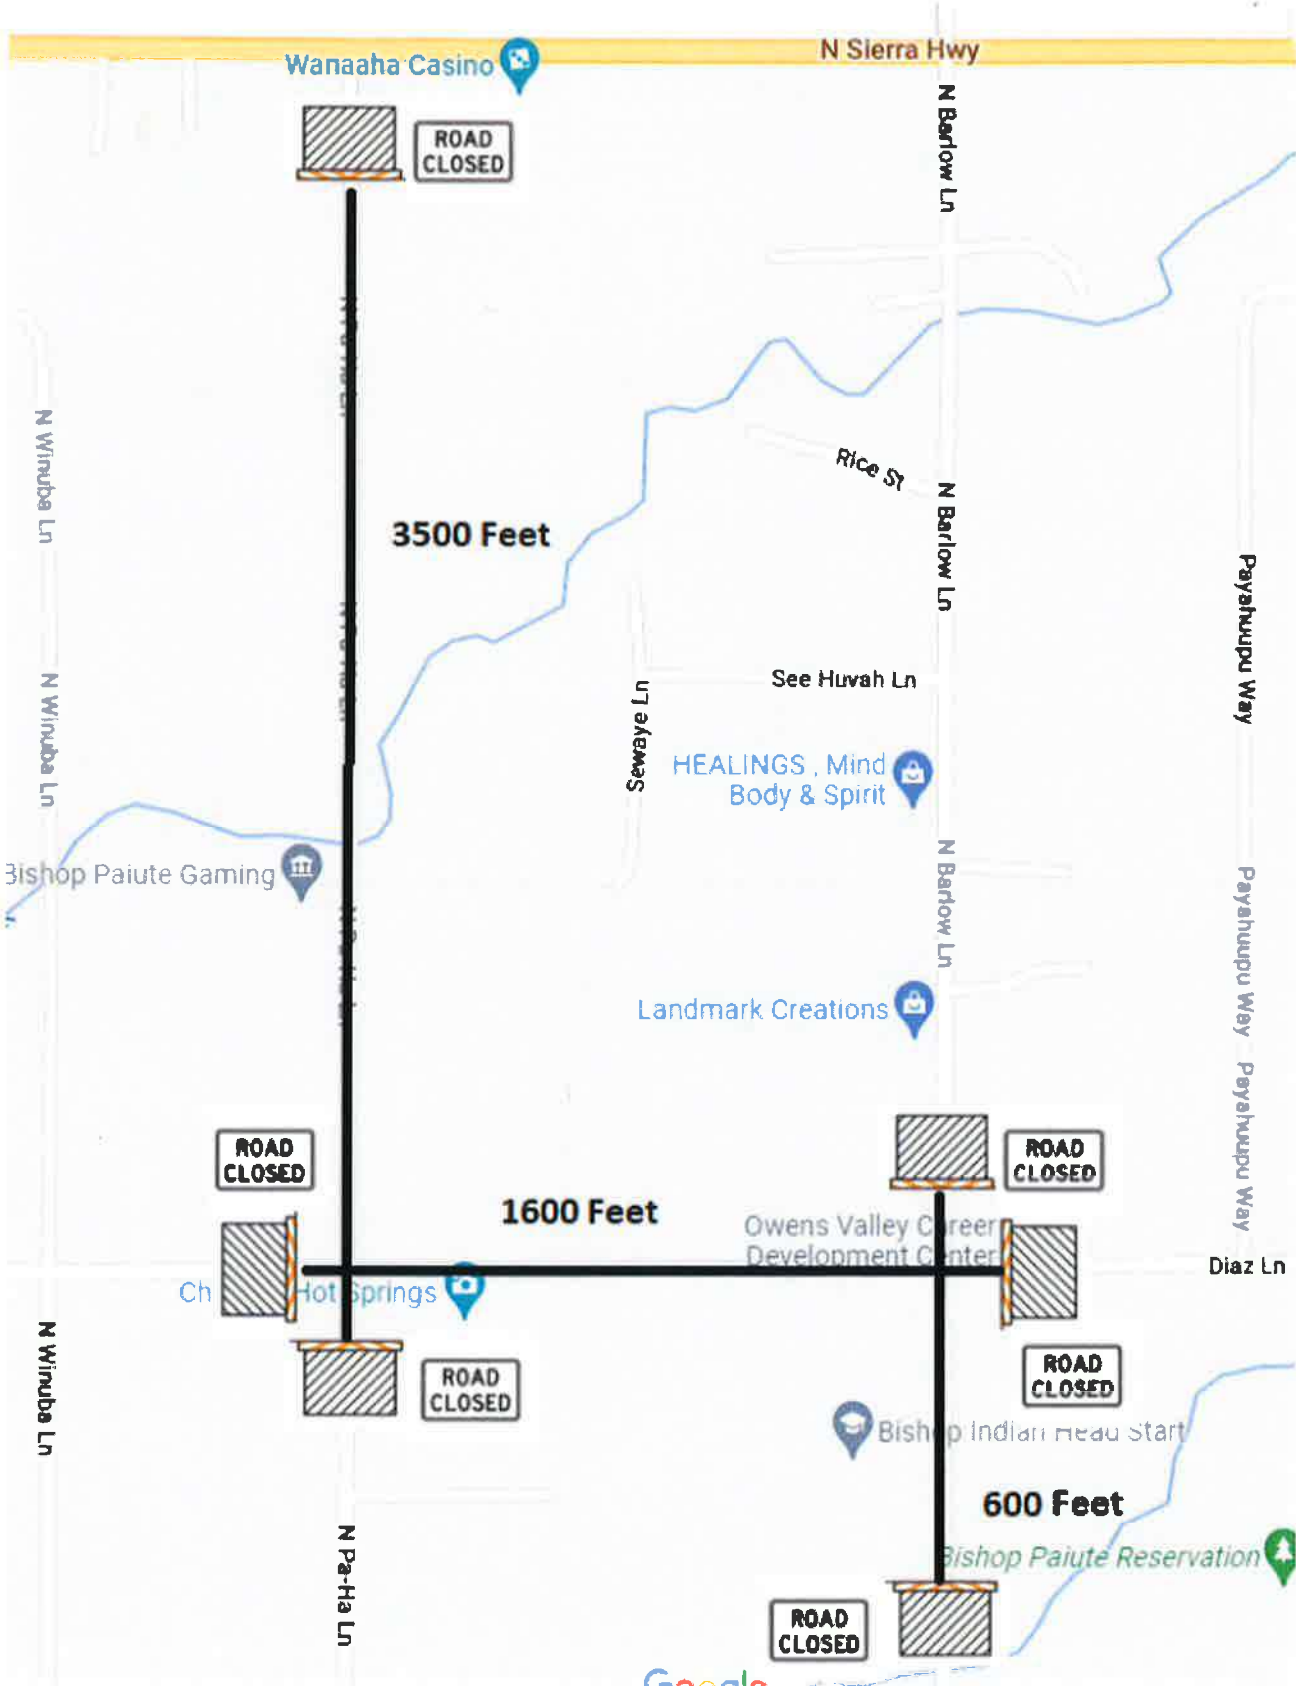 Wanaaha Casino
N Sierra Hwy
ROAD
CLOSED
N Barlow Ln
N Winuba Ln
Rice St
N Barlow Ln
3500 Feet
Payahuupu Way
See Huvah Ln
N Winuba Ln
Sewaye Ln
HEALINGS , Mind
Body & Spirit
Bishop Paiute Gaming
N Barlow Ln
Payahuupu Way
Landmark Creations
Payahuupu Way
ROAD
CLOSED
ROAD
CLOSED
1600 Feet
Owens Valley Career
Development Center
Diaz Ln
Ch
Hot Springs
N Winuba Ln
ROAD
CLOSED
ROAD
CLOSED
Bishop Indian Head Start
600 Feet
N Pa-Ha Ln
Bishop Paiute Reservation
ROAD
CLOSED
Google